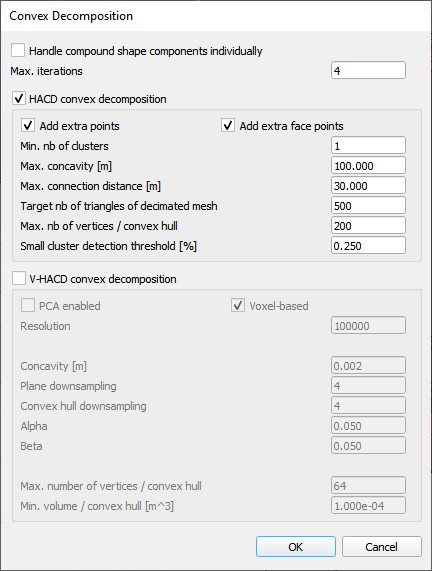 Convex Decomposition
Handle compound shape components individually
Max. iterations 4
HACD convex decomposition
Add extra points Add extra face points
Min. nb of clusters 1
Max. concavity [m] 100.000
Max. connection distance [m] 30.000
Target nb of triangles of decimated mesh 500
Max. nb of vertices / convex hull 200
Small cluster detection threshold [%] 0.250
V-HACD convex decomposition
PCA enabled Voxel-based
Resolution 100000
Concavity [m] 0.002
Plane downsampling 4
Convex hull downsampling 4
Alpha 0.050
Beta 0.050
Max. number of vertices / convex hull 64
Min. volume / convex hull [m^3] 1.000e-04
OK Cancel